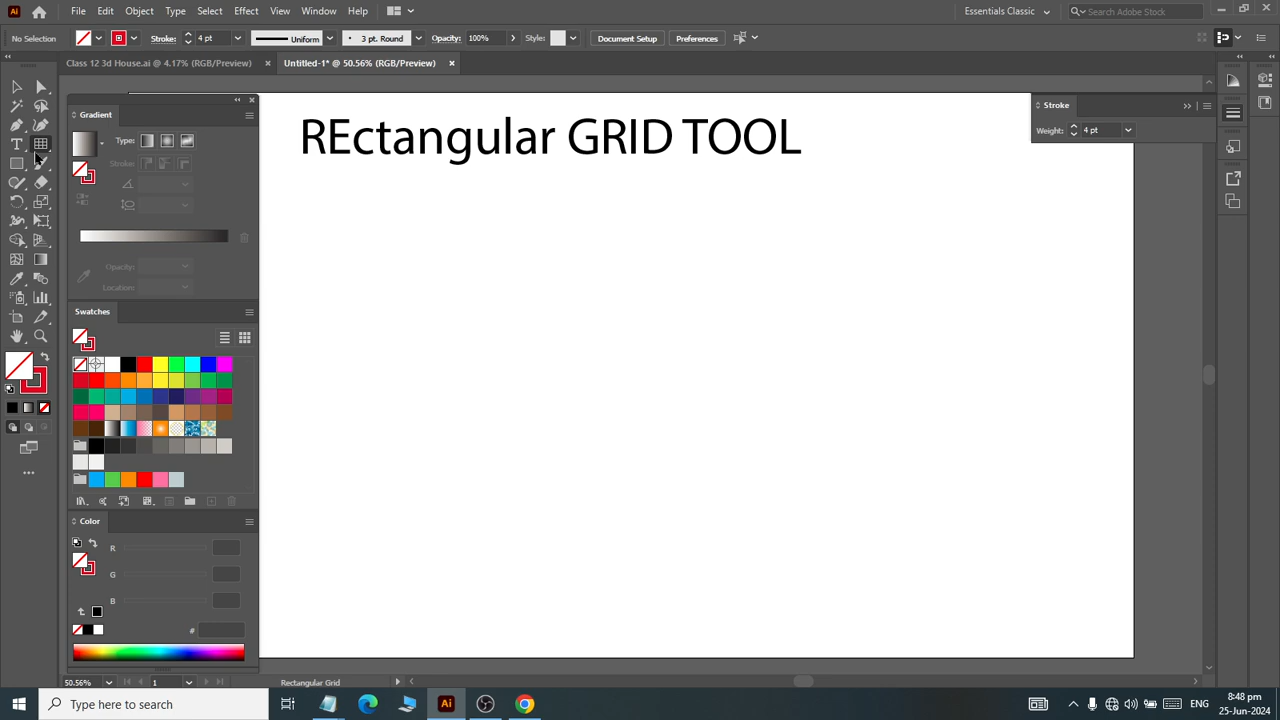 File Edit Object Type Select Effect View Window Help Essentials Classic Search Adobe Stock
No Selection Stroke: 4 pt Uniform 3 pt. Round Opacity: 100% Style: Document Setup Preferences
Class 12 3d House.ai @ 4.17% (RGB/Preview) Untitled-1* @ 50.56% (RGB/Preview)
Gradient
Type:
Stroke:
Opacity:
Location:
Swatches
Color
R
G
B
#
REctangular GRID TOOL
Stroke
Weight: 4 pt
50.56% 1 Rectangular Grid
Type here to search
Ai
ENG
8:48 pm
25-Jun-2024